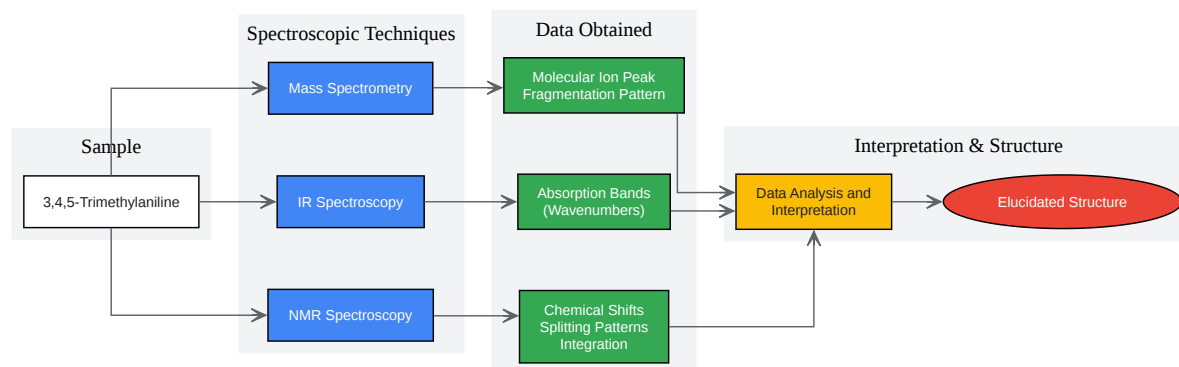 Spectroscopic Techniques
Data Obtained
Mass Spectrometry
Molecular Ion Peak
Fragmentation Pattern
Sample
Interpretation & Structure
3,4,5-Trimethylaniline
IR Spectroscopy
Absorption Bands
(Wavenumbers)
Data Analysis and
Interpretation
Elucidated Structure
NMR Spectroscopy
Chemical Shifts
Splitting Patterns
Integration